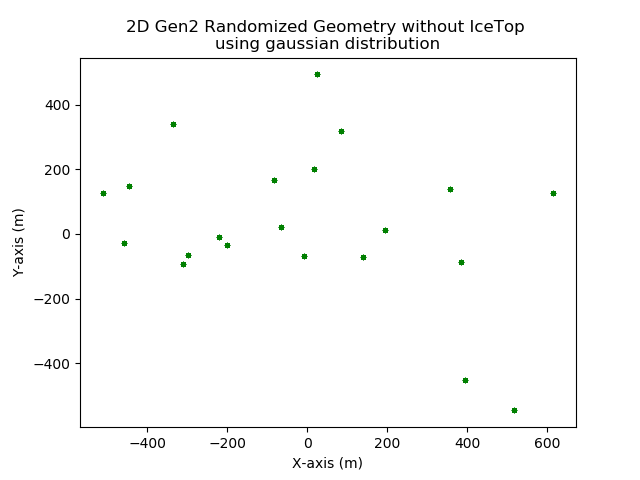 2D Gen2 Randomized Geometry without IceTop
using gaussian distribution
400
200
0
−200
−400
Y-axis (m)
−400 −200 0 200 400 600
X-axis (m)